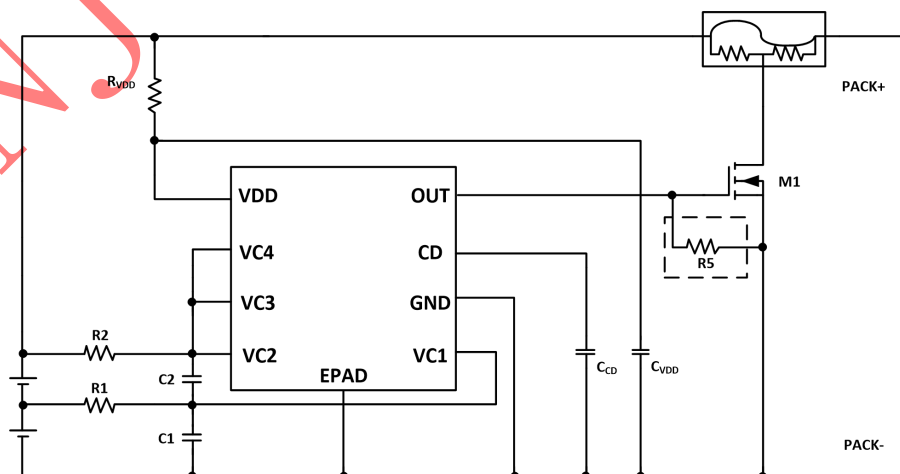 RVDD
PACK+
M1
VDD
OUT
VC4
CD
R5
VC3
GND
R2
VC2
VC1
C2
CCD
CVDD
EPAD
R1
C1
PACK-